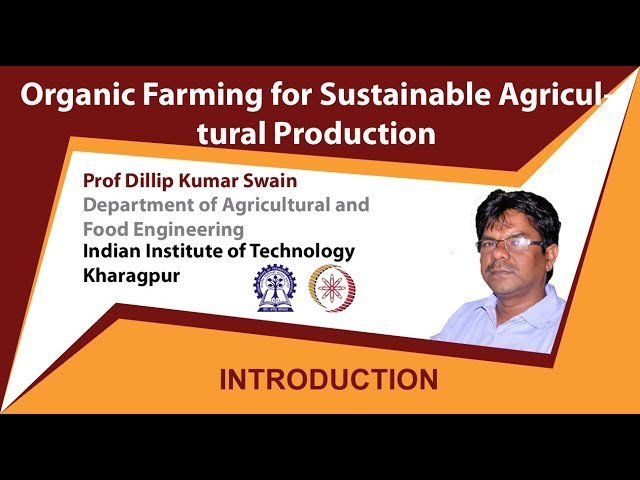 Organic Farming for Sustainable Agricul-
tural Production
Prof Dillip Kumar Swain
Department of Agricultural and
Food Engineering
Indian Institute of Technology
Kharagpur
INTRODUCTION